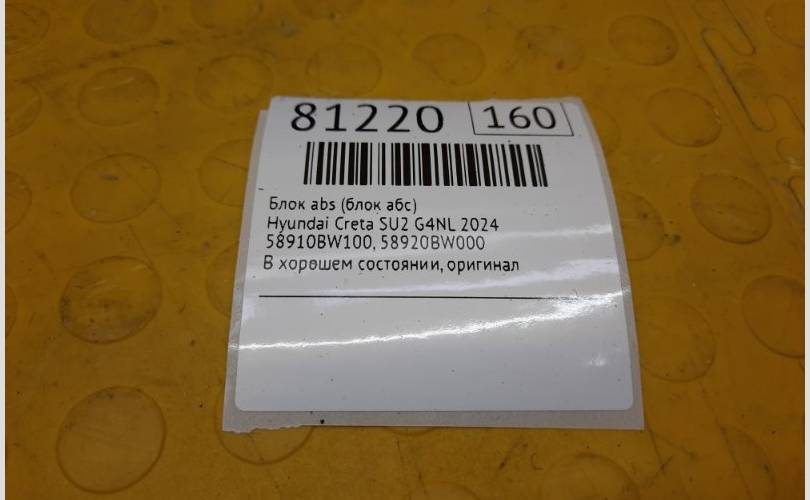 81220 160
Блок abs (блок абс)
Hyundai Creta SU2 G4NL 2024
58910BW100, 58920BW000
В хорошем состоянии, оригинал